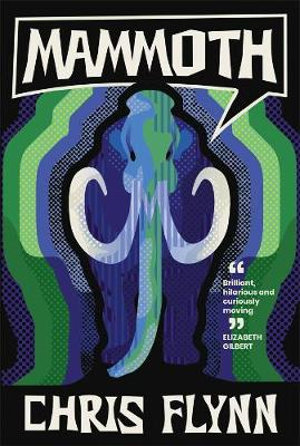 MAMMOTH
“
Brilliant,
hilarious and
curiously
moving
”
ELIZABETH
GILBERT
CHRIS FLYNN